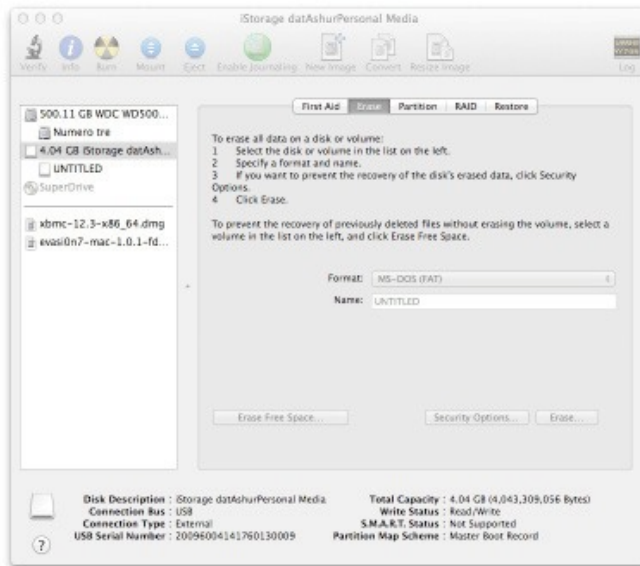 iStorage datAshurPersonal Media
Verify Info Burn Mount Eject Enable Journaling New Image Convert Resize Image Log
500.11 GB WDC WD500...
Numero tre
4.04 GB iStorage datAsh...
UNTITLED
SuperDrive
xbmc-12.3-x86_64.dmg
evasi0n7-mac-1.0.1-fd...
First Aid Erase Partition RAID Restore
To erase all data on a disk or volume:
1 Select the disk or volume in the list on the left.
2 Specify a format and name.
3 If you want to prevent the recovery of the disk's erased data, click Security
Options.
4 Click Erase.
To prevent the recovery of previously deleted files without erasing the volume, select a
volume in the list on the left, and click Erase Free Space.
Format: MS-DOS (FAT)
Name: UNTITLED
Erase Free Space... Security Options... Erase...
Disk Description : iStorage datAshurPersonal Media
Connection Bus : USB
Connection Type : External
USB Serial Number : 20096004141760130009
Total Capacity : 4.04 GB (4,043,309,056 Bytes)
Write Status : Read/Write
S.M.A.R.T. Status : Not Supported
Partition Map Scheme : Master Boot Record
?